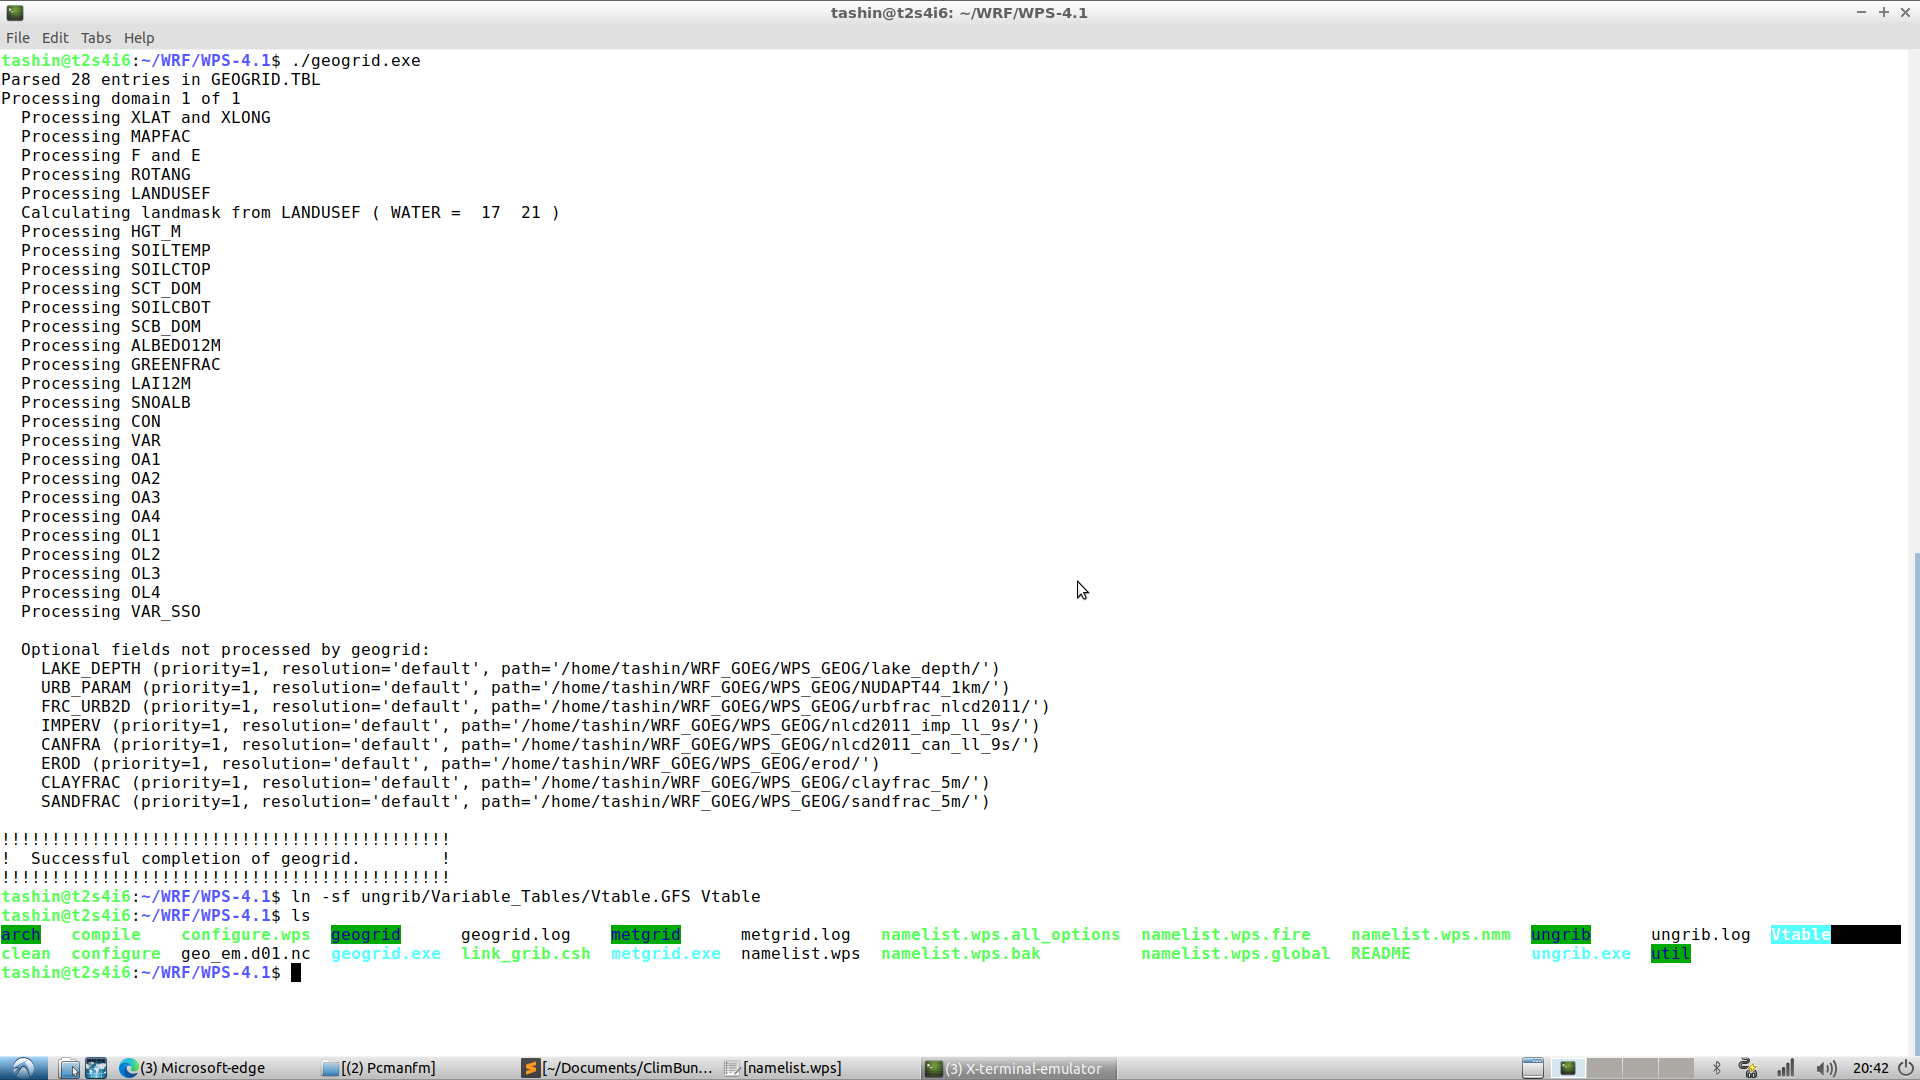 tashin@t2s4i6: ~/WRF/WPS-4.1
File Edit Tabs Help
tashin@t2s4i6:~/WRF/WPS-4.1$ ./geogrid.exe
Parsed 28 entries in GEOGRID.TBL
Processing domain 1 of 1
Processing XLAT and XLONG
Processing MAPFAC
Processing F and E
Processing ROTANG
Processing LANDUSEF
Calculating landmask from LANDUSEF ( WATER =  17  21 )
Processing HGT_M
Processing SOILTEMP
Processing SOILCTOP
Processing SCT_DOM
Processing SOILCBOT
Processing SCB_DOM
Processing ALBEDO12M
Processing GREENFRAC
Processing LAI12M
Processing SNOALB
Processing CON
Processing VAR
Processing OA1
Processing OA2
Processing OA3
Processing OA4
Processing OL1
Processing OL2
Processing OL3
Processing OL4
Processing VAR_SSO
Optional fields not processed by geogrid:
LAKE_DEPTH (priority=1, resolution='default', path='/home/tashin/WRF_GOEG/WPS_GEOG/lake_depth/')
URB_PARAM (priority=1, resolution='default', path='/home/tashin/WRF_GOEG/WPS_GEOG/NUDAPT44_1km/')
FRC_URB2D (priority=1, resolution='default', path='/home/tashin/WRF_GOEG/WPS_GEOG/urbfrac_nlcd2011/')
IMPERV (priority=1, resolution='default', path='/home/tashin/WRF_GOEG/WPS_GEOG/nlcd2011_imp_ll_9s/')
CANFRA (priority=1, resolution='default', path='/home/tashin/WRF_GOEG/WPS_GEOG/nlcd2011_can_ll_9s/')
EROD (priority=1, resolution='default', path='/home/tashin/WRF_GOEG/WPS_GEOG/erod/')
CLAYFRAC (priority=1, resolution='default', path='/home/tashin/WRF_GOEG/WPS_GEOG/clayfrac_5m/')
SANDFRAC (priority=1, resolution='default', path='/home/tashin/WRF_GOEG/WPS_GEOG/sandfrac_5m/')
!!!!!!!!!!!!!!!!!!!!!!!!!!!!!!!!!!!!!!!!!!!!!
!  Successful completion of geogrid.        !
!!!!!!!!!!!!!!!!!!!!!!!!!!!!!!!!!!!!!!!!!!!!!
tashin@t2s4i6:~/WRF/WPS-4.1$ ln -sf ungrib/Variable_Tables/Vtable.GFS Vtable
tashin@t2s4i6:~/WRF/WPS-4.1$ ls
arch compile configure.wps geogrid geogrid.log metgrid metgrid.log namelist.wps.all_options namelist.wps.fire namelist.wps.nmm ungrib ungrib.log Vtable
clean configure geo_em.d01.nc geogrid.exe link_grib.csh metgrid.exe namelist.wps namelist.wps.bak namelist.wps.global README ungrib.exe util
tashin@t2s4i6:~/WRF/WPS-4.1$
(3) Microsoft-edge [(2) Pcmanfm] [~/Documents/ClimBun... [namelist.wps] (3) X-terminal-emulator 20:42